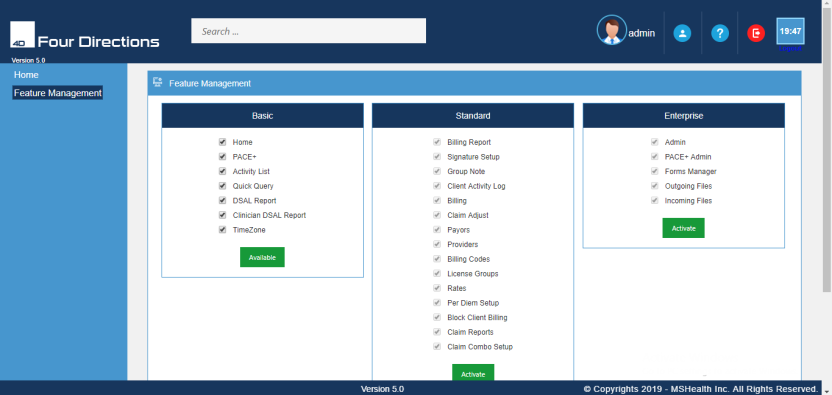 4D Four Directions
Version 5.0
Search ...
admin
?
19:47
Home
Feature Management
Feature Management
Basic
Home
PACE+
Activity List
Quick Query
DSAL Report
Clinician DSAL Report
TimeZone
Available
Standard
Billing Report
Signature Setup
Group Note
Client Activity Log
Billing
Claim Adjust
Payors
Providers
Billing Codes
License Groups
Rates
Per Diem Setup
Block Client Billing
Claim Reports
Claim Combo Setup
Activate
Enterprise
Admin
PACE+ Admin
Forms Manager
Outgoing Files
Incoming Files
Activate
Version 5.0
© Copyrights 2019 - MSHealth Inc. All Rights Reserved.